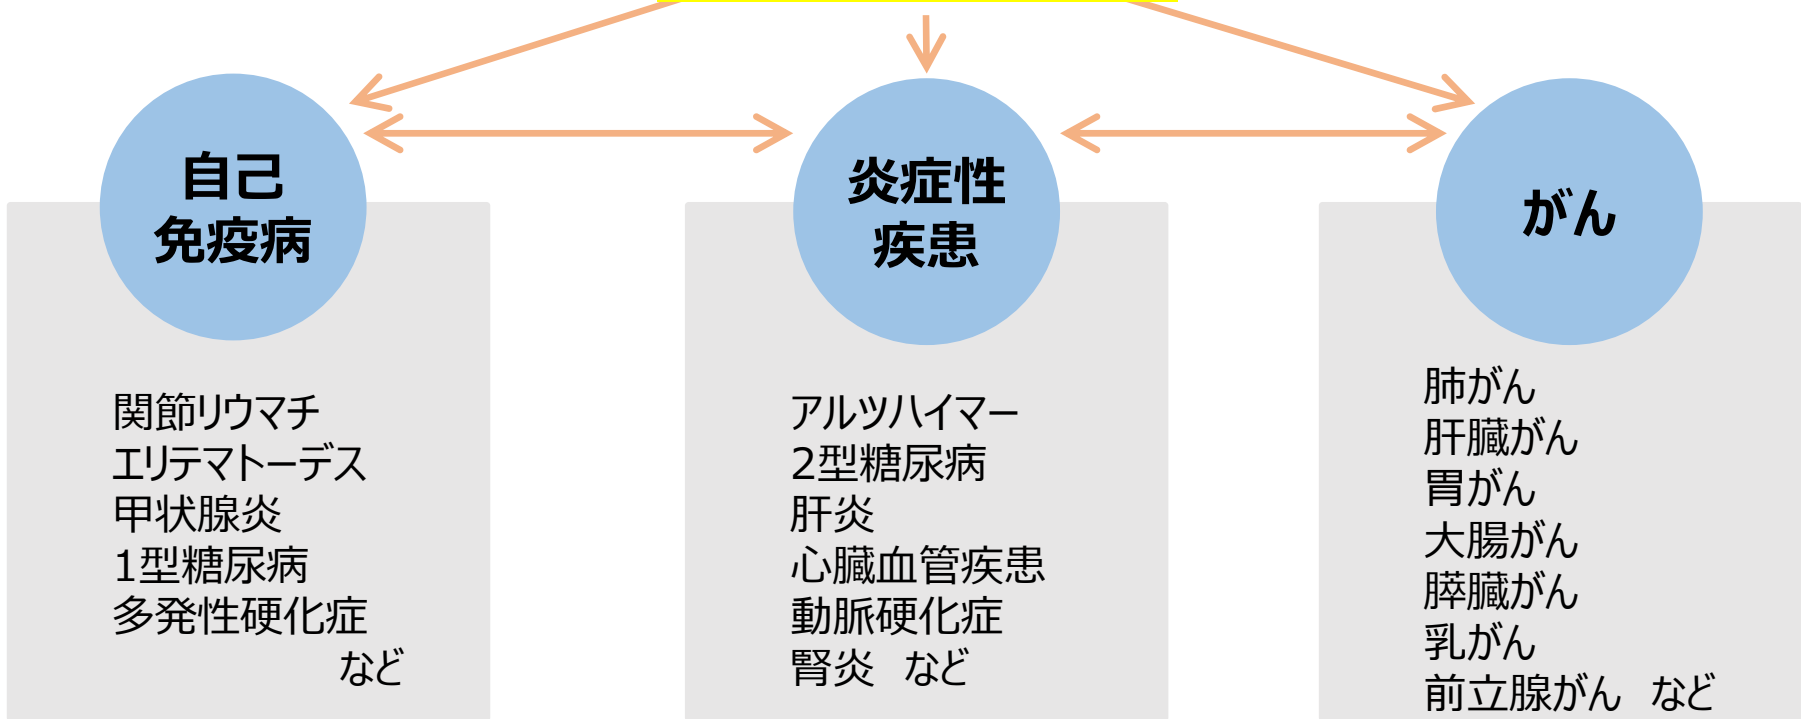 自己
免疫病
炎症性
疾患
がん
関節リウマチ
エリテマトーデス
甲状腺炎
1型糖尿病
多発性硬化症
など
アルツハイマー
2型糖尿病
肝炎
心臓血管疾患
動脈硬化症
腎炎　など
肺がん
肝臓がん
胃がん
大腸がん
膵臓がん
乳がん
前立腺がん　など